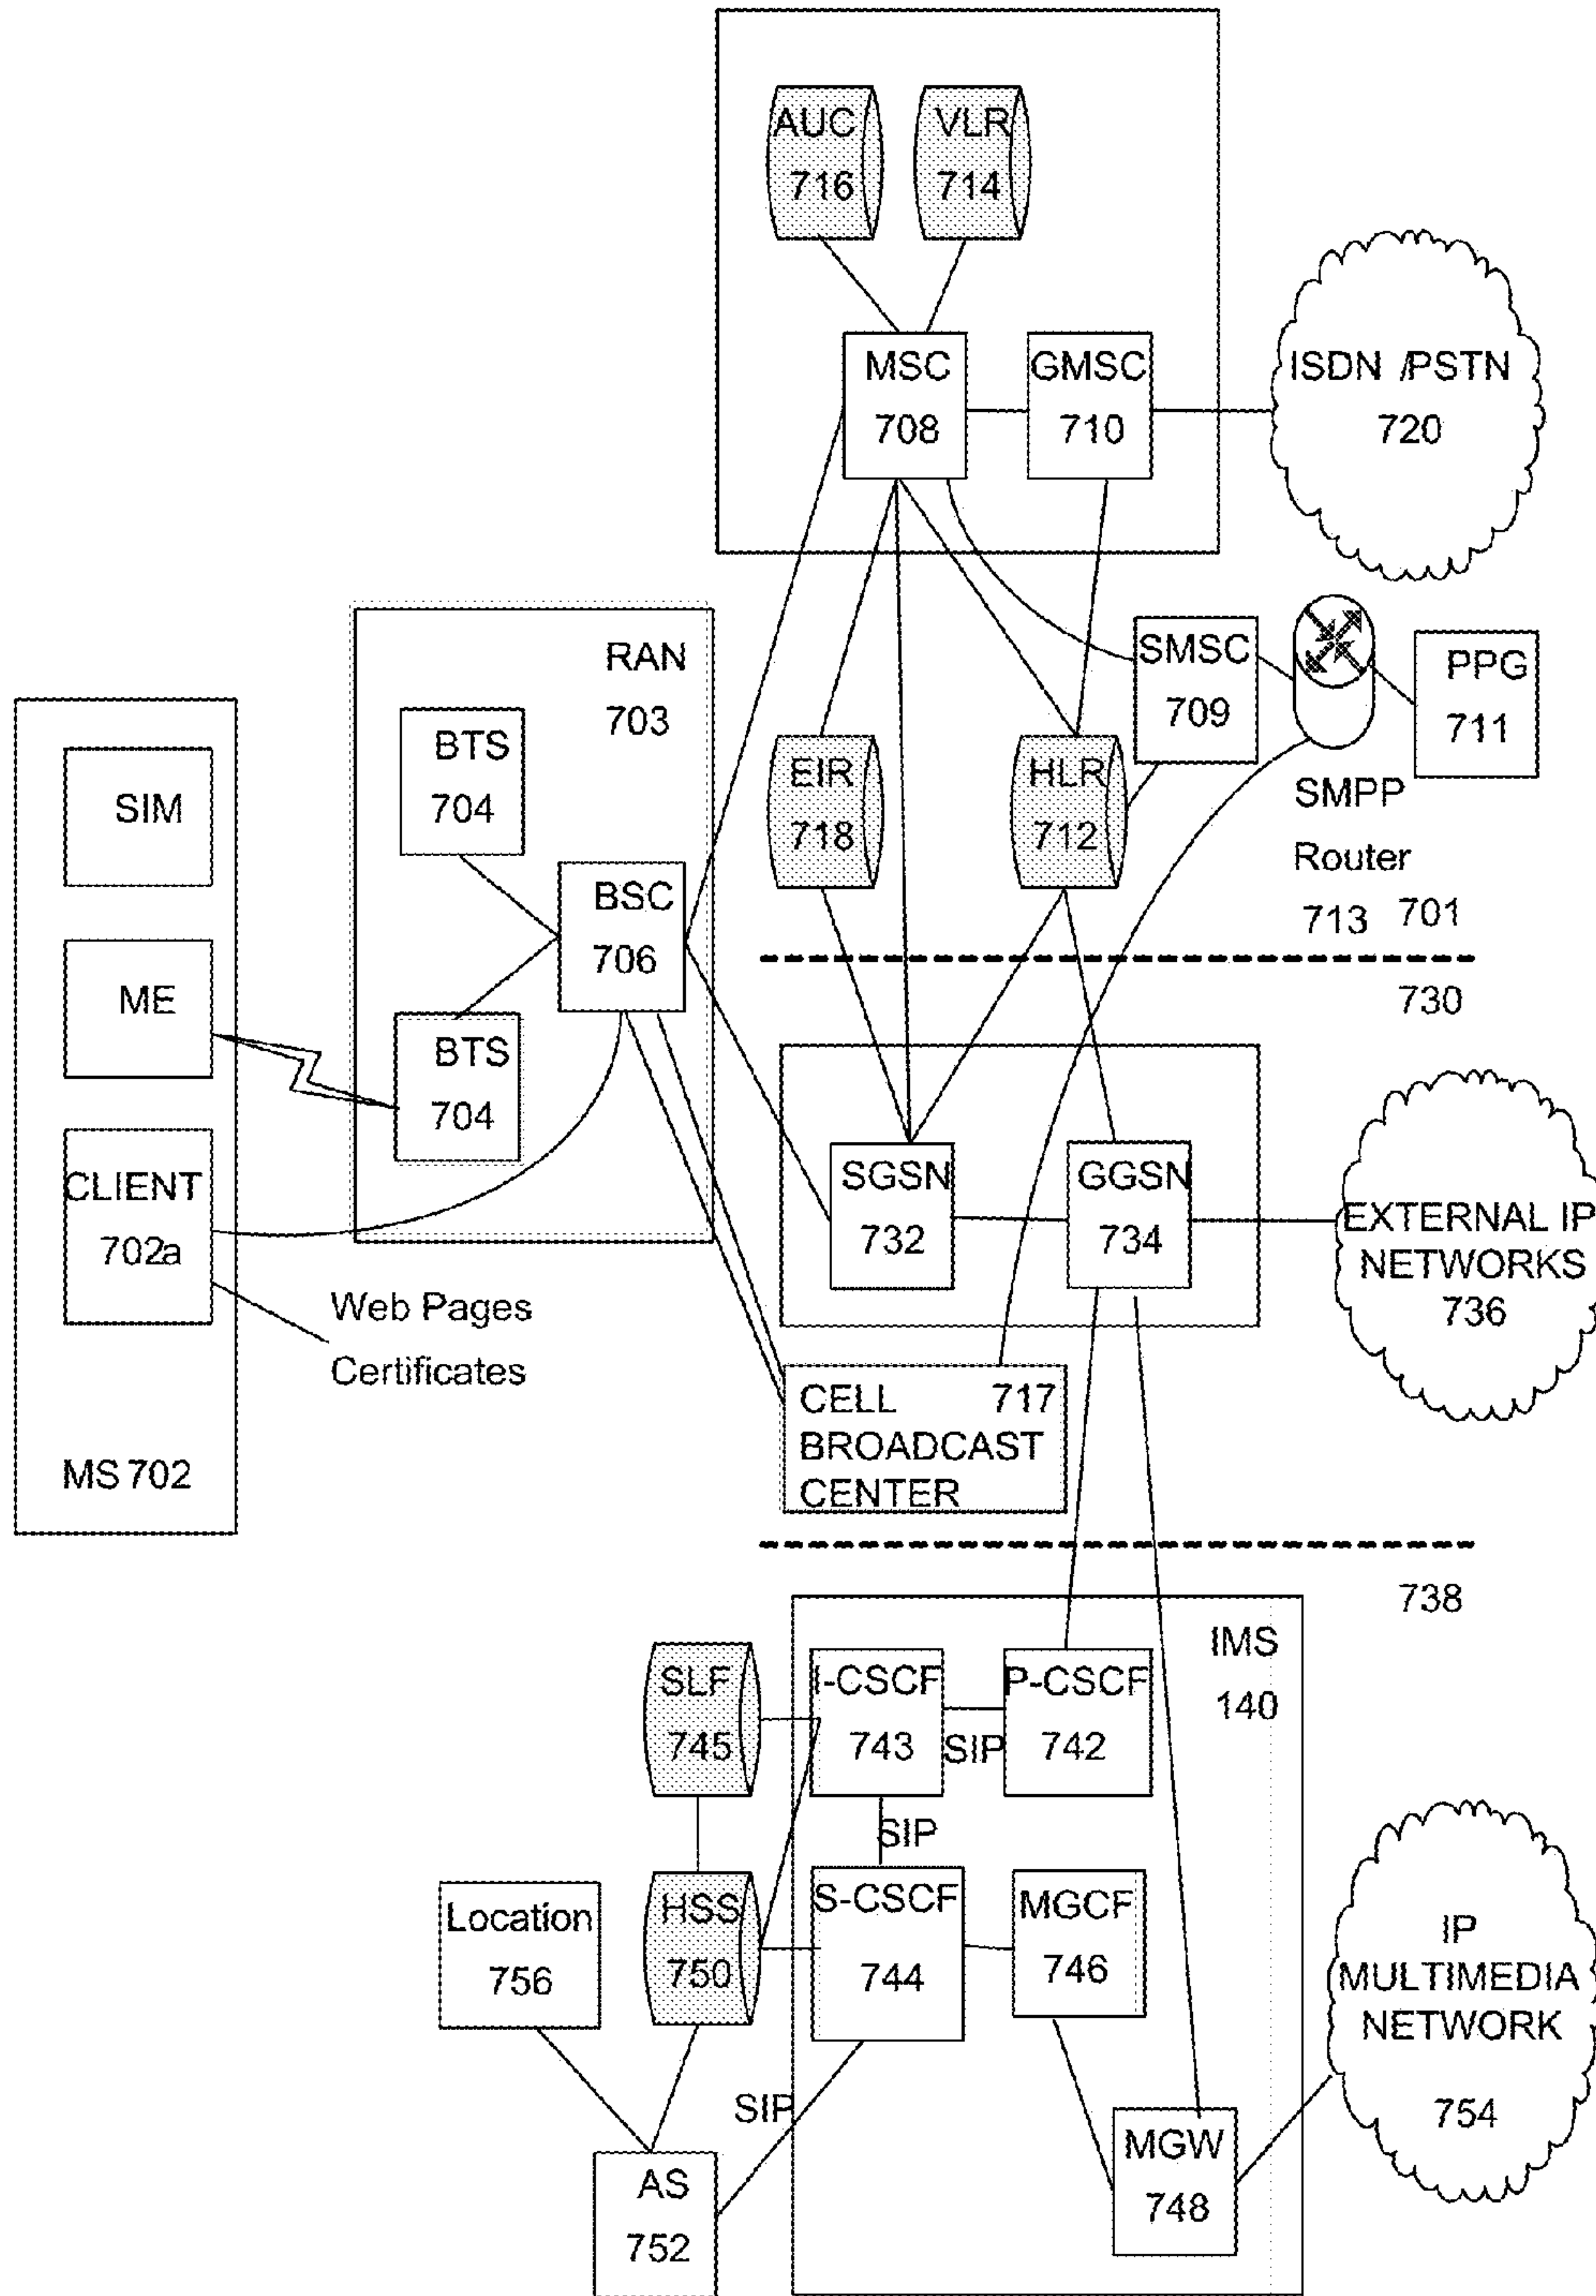 AUC
716
VLR
714
MSC
708
GMSC
710
ISDN /PSTN
720
RAN
703
SMSC
709
PPG
711
BTS
704
SIM
EIR
718
HLR
712
SMPP
Router
713
701
BSC
706
ME
730
BTS
704
CLIENT
702a
SGSN
732
GGSN
734
EXTERNAL IP
NETWORKS
736
Web Pages
Certificates
CELL 717
BROADCAST
CENTER
MS 702
738
IMS
140
SLF
745
I-CSCF
743
SIP
P-CSCF
742
SIP
Location
756
HSS
750
S-CSCF
744
MGCF
746
IP
MULTIMEDIA
NETWORK
754
SIP
AS
752
MGW
748